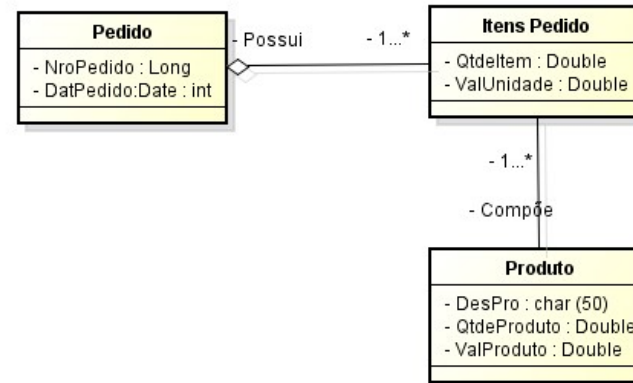 Pedido
- NroPedido : Long
- DatPedido:Date : int
- Possui
- 1...*
Itens Pedido
- QtdeItem : Double
- ValUnidade : Double
- 1...*
- Compõe
Produto
- DesPro : char (50)
- QtdeProduto : Double
- ValProduto : Double